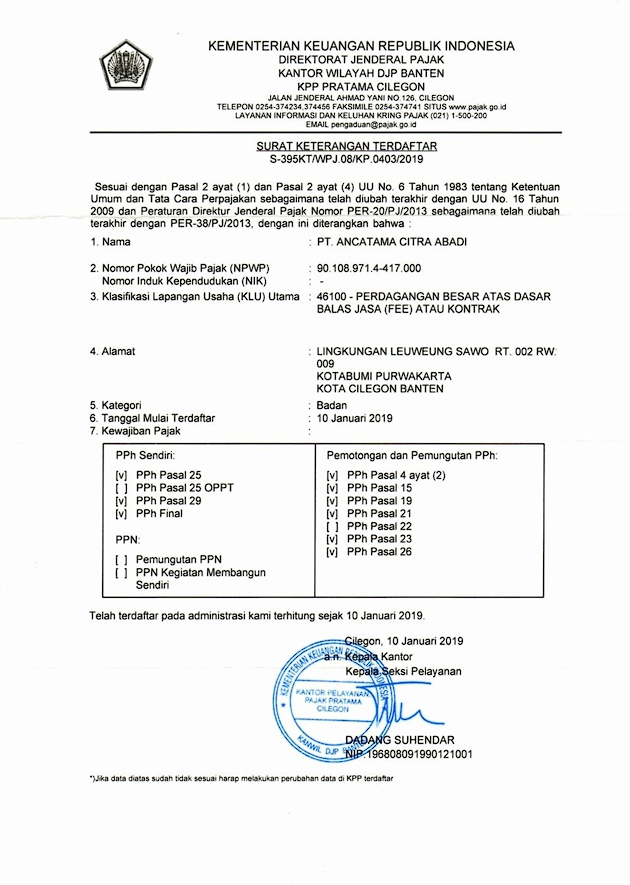 KEMENTERIAN KEUANGAN REPUBLIK INDONESIA
DIREKTORAT JENDERAL PAJAK
KANTOR WILAYAH DJP BANTEN
KPP PRATAMA CILEGON
JALAN JENDERAL AHMAD YANI NO.126, CILEGON
TELEPON 0254-374234,374456 FAKSIMILE 0254-374741 SITUS www.pajak.go.id
LAYANAN INFORMASI DAN KELUHAN KRING PAJAK (021) 1-500-200
EMAIL pengaduan@pajak.go.id
SURAT KETERANGAN TERDAFTAR
S-395KT/WPJ.08/KP.0403/2019
Sesuai dengan Pasal 2 ayat (1) dan Pasal 2 ayat (4) UU No. 6 Tahun 1983 tentang Ketentuan
Umum dan Tata Cara Perpajakan sebagaimana telah diubah terakhir dengan UU No. 16 Tahun
2009 dan Peraturan Direktur Jenderal Pajak Nomor PER-20/PJ/2013 sebagaimana telah diubah
terakhir dengan PER-38/PJ/2013, dengan ini diterangkan bahwa :
1. Nama : PT. ANCATAMA CITRA ABADI
2. Nomor Pokok Wajib Pajak (NPWP) : 90.108.971.4-417.000
Nomor Induk Kependudukan (NIK) : -
3. Klasifikasi Lapangan Usaha (KLU) Utama : 46100 - PERDAGANGAN BESAR ATAS DASAR
BALAS JASA (FEE) ATAU KONTRAK
4. Alamat : LINGKUNGAN LEUWEUNG SAWO RT. 002 RW.
009
KOTABUMI PURWAKARTA
KOTA CILEGON BANTEN
5. Kategori : Badan
6. Tanggal Mulai Terdaftar : 10 Januari 2019
7. Kewajiban Pajak :
PPh Sendiri:
[v] PPh Pasal 25
[ ] PPh Pasal 25 OPPT
[v] PPh Pasal 29
[v] PPh Final
PPN:
[ ] Pemungutan PPN
[ ] PPN Kegiatan Membangun
Sendiri
Pemotongan dan Pemungutan PPh:
[v] PPh Pasal 4 ayat (2)
[v] PPh Pasal 15
[v] PPh Pasal 19
[v] PPh Pasal 21
[ ] PPh Pasal 22
[v] PPh Pasal 23
[v] PPh Pasal 26
Telah terdaftar pada administrasi kami terhitung sejak 10 Januari 2019.
Cilegon, 10 Januari 2019
a.n. Kepala Kantor
Kepala Seksi Pelayanan
KEMENTERIAN KEUANGAN REPUBLIK INDONESIA
KANTOR PELAYANAN
PAJAK PRATAMA
CILEGON
KANWIL DJP BANTEN
DADANG SUHENDAR
NIP.196808091990121001
*)Jika data diatas sudah tidak sesuai harap melakukan perubahan data di KPP terdaftar